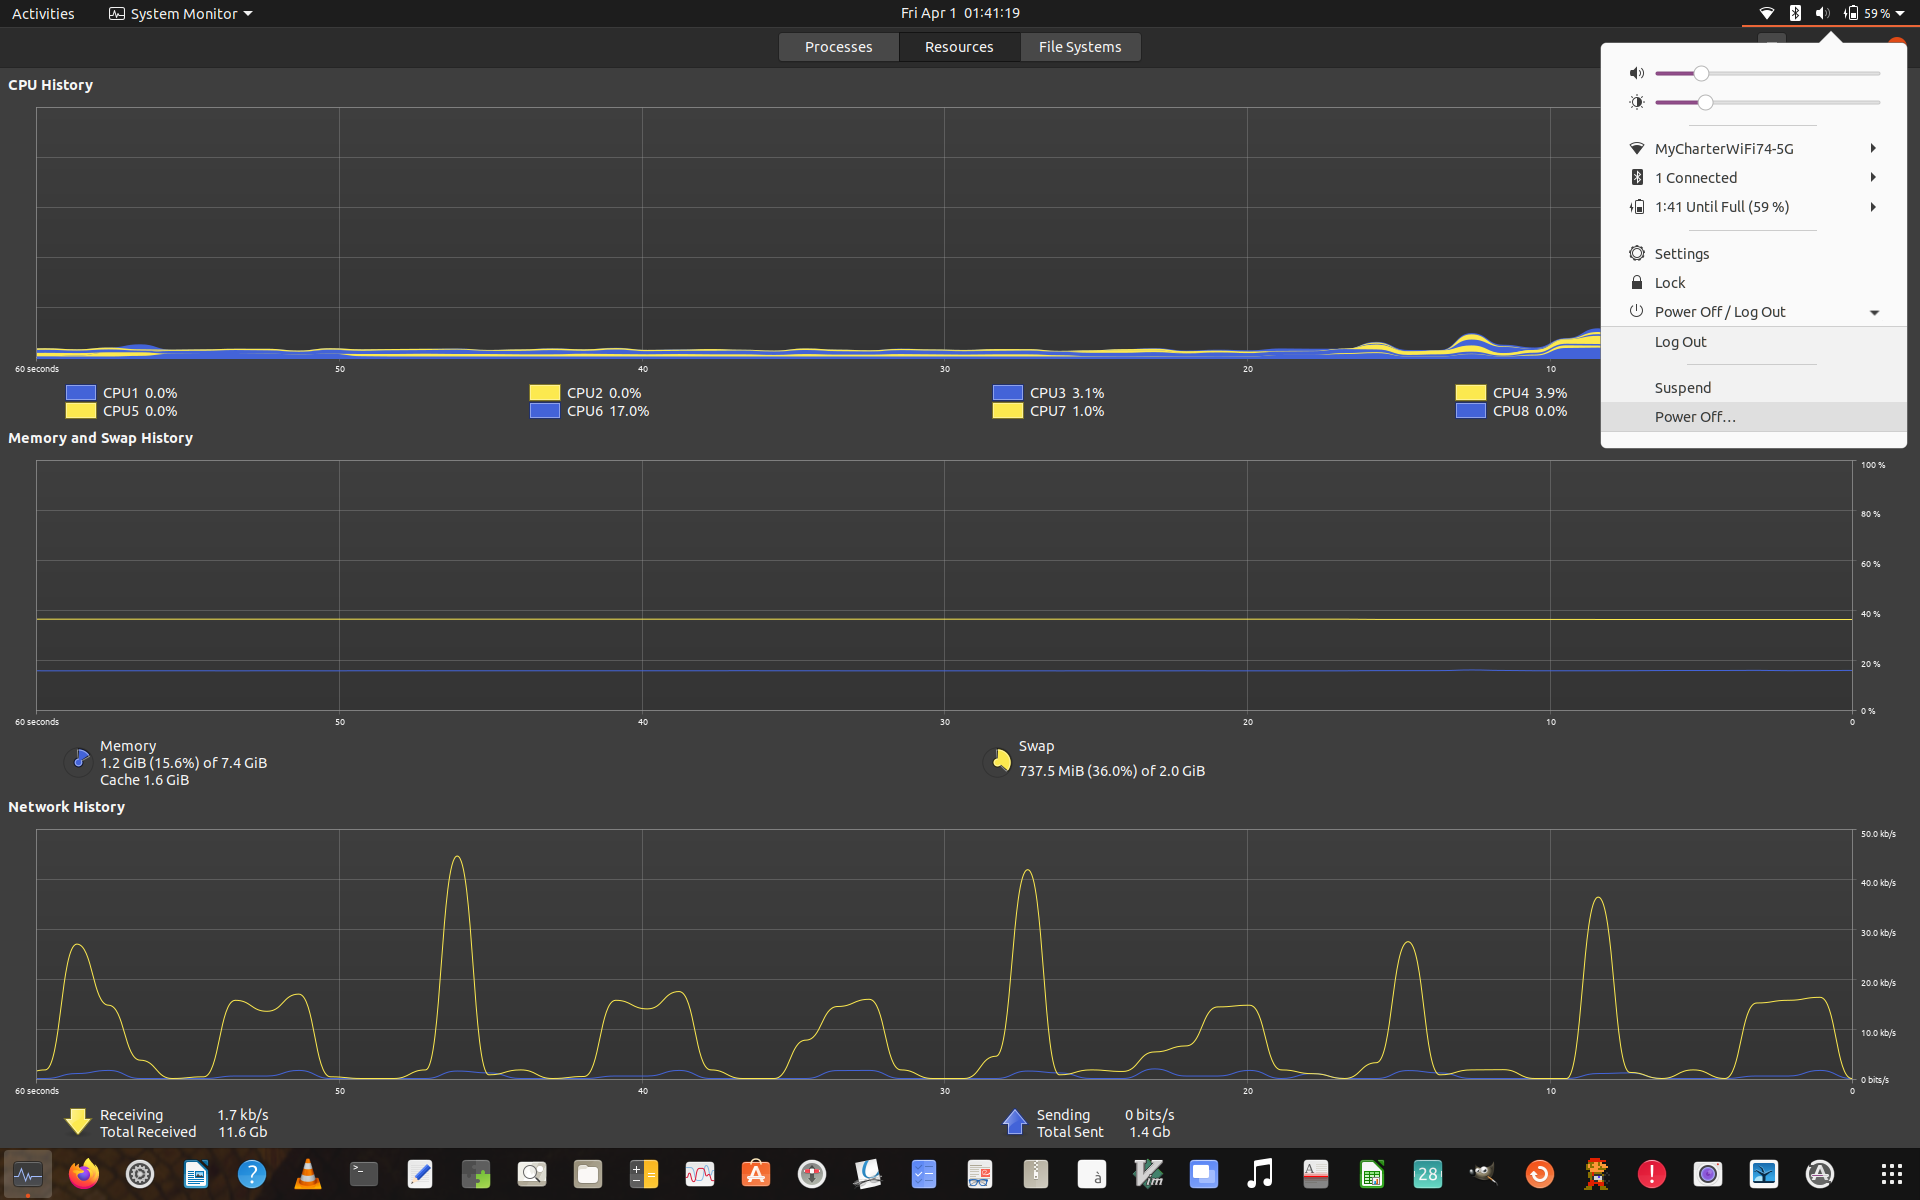 Activities
System Monitor
Fri Apr 1 01:41:19
59 %
Processes
Resources
File Systems
CPU History
60 seconds 50 40 30 20 10
CPU1 0.0%
CPU2 0.0%
CPU3 3.1%
CPU4 3.9%
CPU5 0.0%
CPU6 17.0%
CPU7 1.0%
CPU8 0.0%
MyCharterWiFi74-5G
1 Connected
1:41 Until Full (59 %)
Settings
Lock
Power Off / Log Out
Log Out
Suspend
Power Off...
Memory and Swap History
100 %
80 %
60 %
40 %
20 %
0 %
60 seconds 50 40 30 20 10 0
Memory
1.2 GiB (15.6%) of 7.4 GiB
Cache 1.6 GiB
Swap
737.5 MiB (36.0%) of 2.0 GiB
Network History
50.0 kb/s
40.0 kb/s
30.0 kb/s
20.0 kb/s
10.0 kb/s
0 bits/s
60 seconds 50 40 30 20 10 0
Receiving 1.7 kb/s
Total Received 11.6 Gb
Sending 0 bits/s
Total Sent 1.4 Gb
>_
?
A
à
Vim
A
28
!